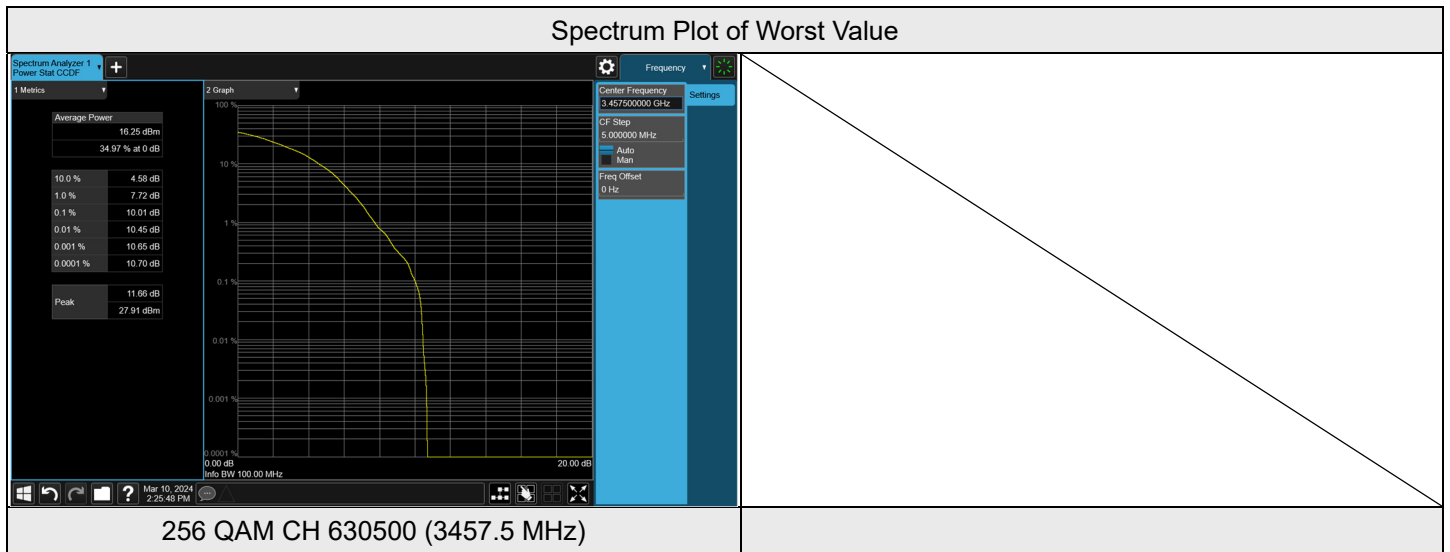 Spectrum Plot of Worst Value
Spectrum Analyzer 1
Power Stat CCDF
Frequency
1 Metrics
Average Power
16.25 dBm
34.97 % at 0 dB
10.0 % 4.58 dB
1.0 % 7.72 dB
0.1 % 10.01 dB
0.01 % 10.45 dB
0.001 % 10.65 dB
0.0001 % 10.70 dB
Peak 11.66 dB
27.91 dBm
2 Graph
100 %
10 %
1 %
0.1 %
0.01 %
0.001 %
0.0001 %
0.00 dB 20.00 dB
Info BW 100.00 MHz
Center Frequency
3.457500000 GHz
CF Step
5.000000 MHz
Auto
Man
Freq Offset
0 Hz
Settings
?
Mar 10, 2024
2:25:48 PM
256 QAM CH 630500 (3457.5 MHz)